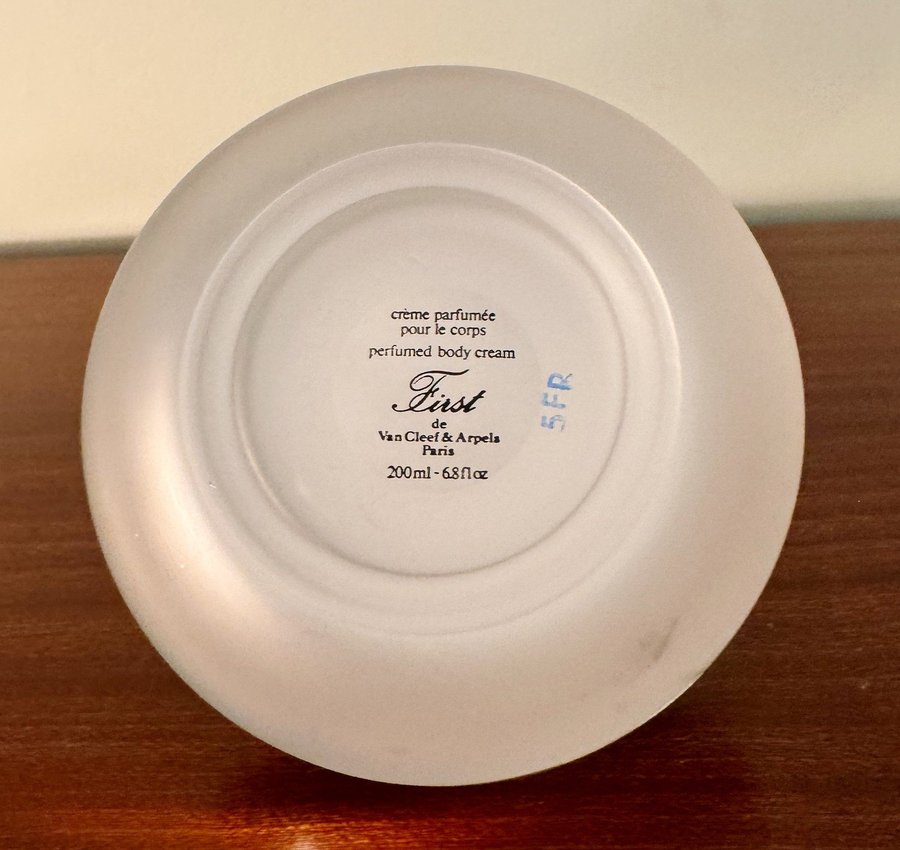 crème parfumée
pour le corps
perfumed body cream
First
de
Van Cleef & Arpels
Paris
200ml - 6.8 fl oz
5FR